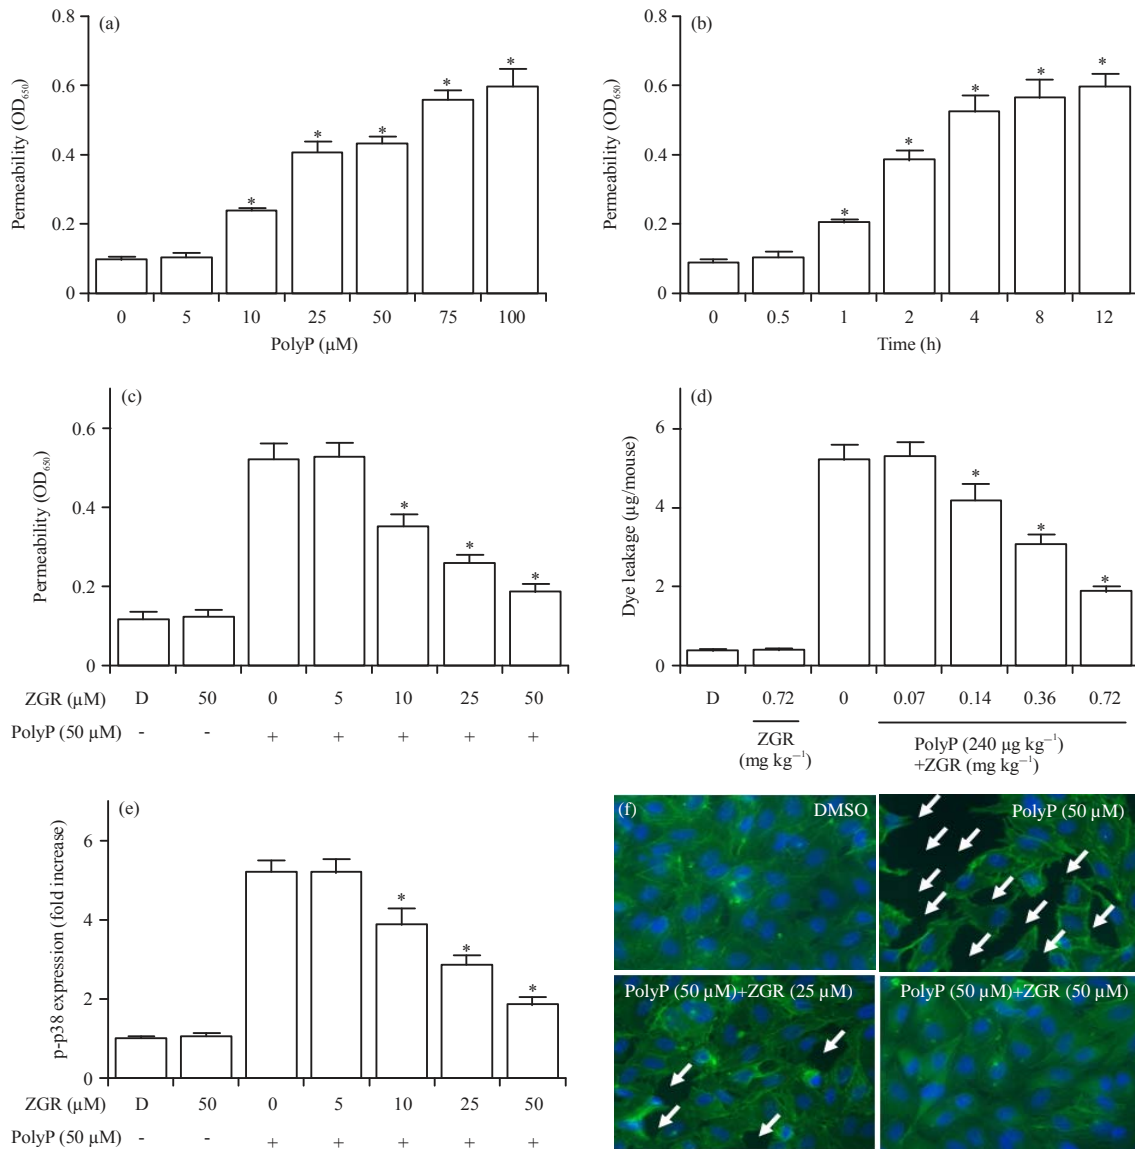 (a)
Permeability (OD650)
0.8
0.6
0.4
0.2
0
* * * * *
0 5 10 25 50 75 100
PolyP (µM)
(b)
Permeability (OD650)
0.8
0.6
0.4
0.2
0
* * * * *
0 0.5 1 2 4 8 12
Time (h)
(c)
Permeability (OD650)
0.6
0.4
0.2
0
* * *
ZGR (µM) D 50 0 5 10 25 50
PolyP (50 µM) - - + + + + +
(d)
Dye leakage (µg/mouse)
6
4
2
0
* * *
D 0.72 0 0.07 0.14 0.36 0.72
ZGR
(mg kg⁻¹)
PolyP (240 µg kg⁻¹)
+ZGR (mg kg⁻¹)
(e)
p-p38 expression (fold increase)
6
4
2
0
* * *
ZGR (µM) D 50 0 5 10 25 50
PolyP (50 µM) - - + + + + +
(f)
DMSO
PolyP (50 µM)
PolyP (50 µM)+ZGR (25 µM)
PolyP (50 µM)+ZGR (50 µM)